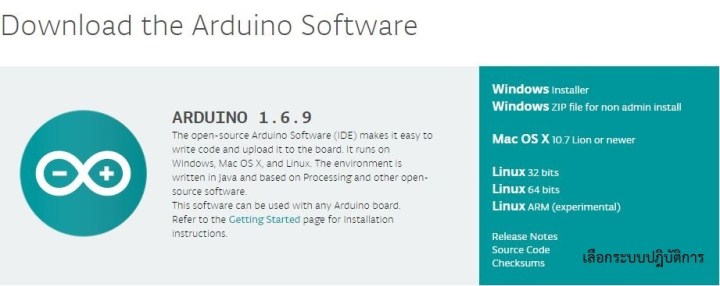 Download the Arduino Software
ARDUINO 1.6.9
The open-source Arduino Software (IDE) makes it easy to
write code and upload it to the board. It runs on
Windows, Mac OS X, and Linux. The environment is
written in Java and based on Processing and other open-
source software.
This software can be used with any Arduino board.
Refer to the Getting Started page for Installation
instructions.
Windows Installer
Windows ZIP file for non admin install
Mac OS X 10.7 Lion or newer
Linux 32 bits
Linux 64 bits
Linux ARM (experimental)
Release Notes
Source Code
Checksums
เลือกระบบปฎิบัติการ